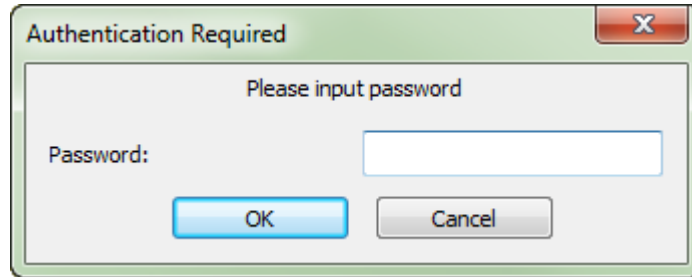 Authentication Required
Please input password
Password:
OK
Cancel